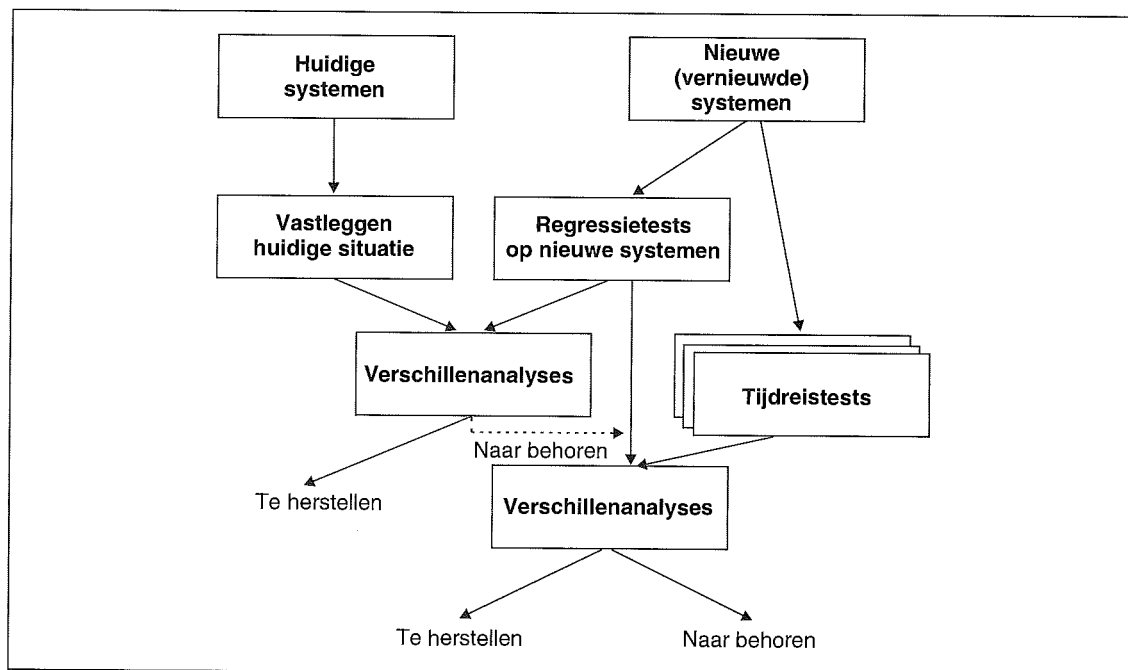 Huidige
systemen
Nieuwe
(vernieuwde)
systemen
Vastleggen
huidige situatie
Regressietests
op nieuwe systemen
Verschillenanalyses
Tijdreistests
Naar behoren
Te herstellen
Verschillenanalyses
Te herstellen
Naar behoren